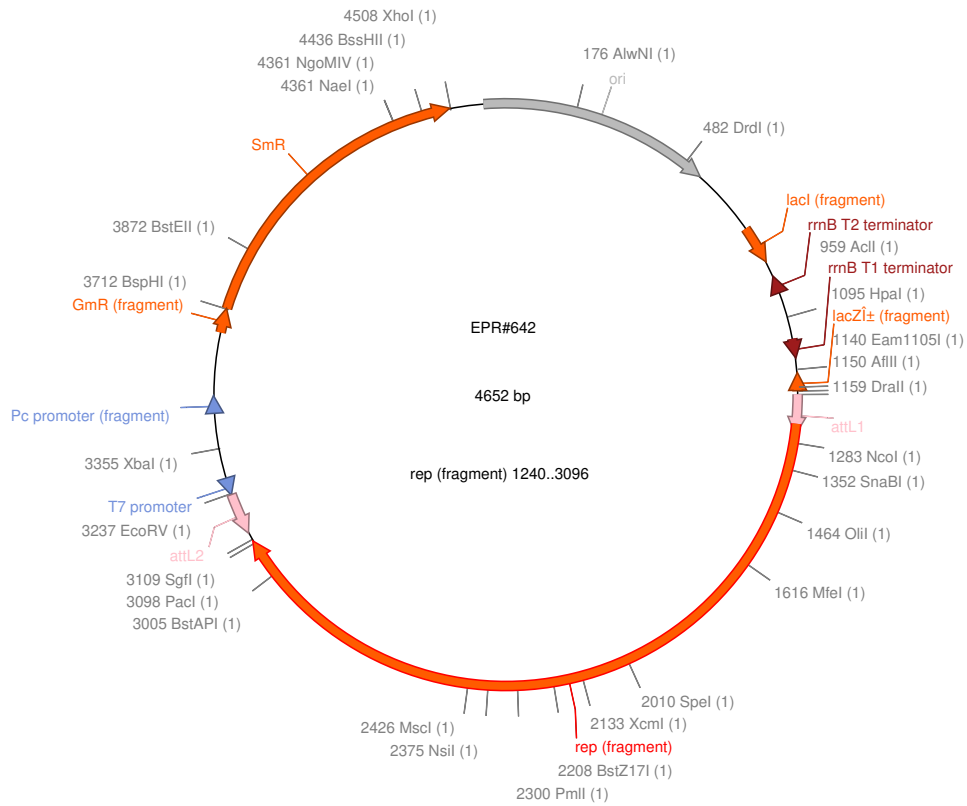 4508 XhoI (1)
4436 BssHII (1)
4361 NgoMIV (1)
4361 NaeI (1)
176 AlwNI (1)
ori
482 DrdI (1)
SmR
lacI (fragment)
rrnB T2 terminator
959 AclI (1)
rrnB T1 terminator
1095 HpaI (1)
lacZÎ± (fragment)
1140 Eam1105I (1)
1150 AflII (1)
1159 DraII (1)
attL1
1283 NcoI (1)
1352 SnaBI (1)
1464 OliI (1)
1616 MfeI (1)
2010 SpeI (1)
2133 XcmI (1)
rep (fragment)
2208 BstZ17I (1)
2300 PmlI (1)
2426 MscI (1)
2375 NsiI (1)
3872 BstEII (1)
3712 BspHI (1)
GmR (fragment)
Pc promoter (fragment)
3355 XbaI (1)
T7 promoter
3237 EcoRV (1)
attL2
3109 SgfI (1)
3098 PacI (1)
3005 BstAPI (1)
EPR#642
4652 bp
rep (fragment) 1240..3096